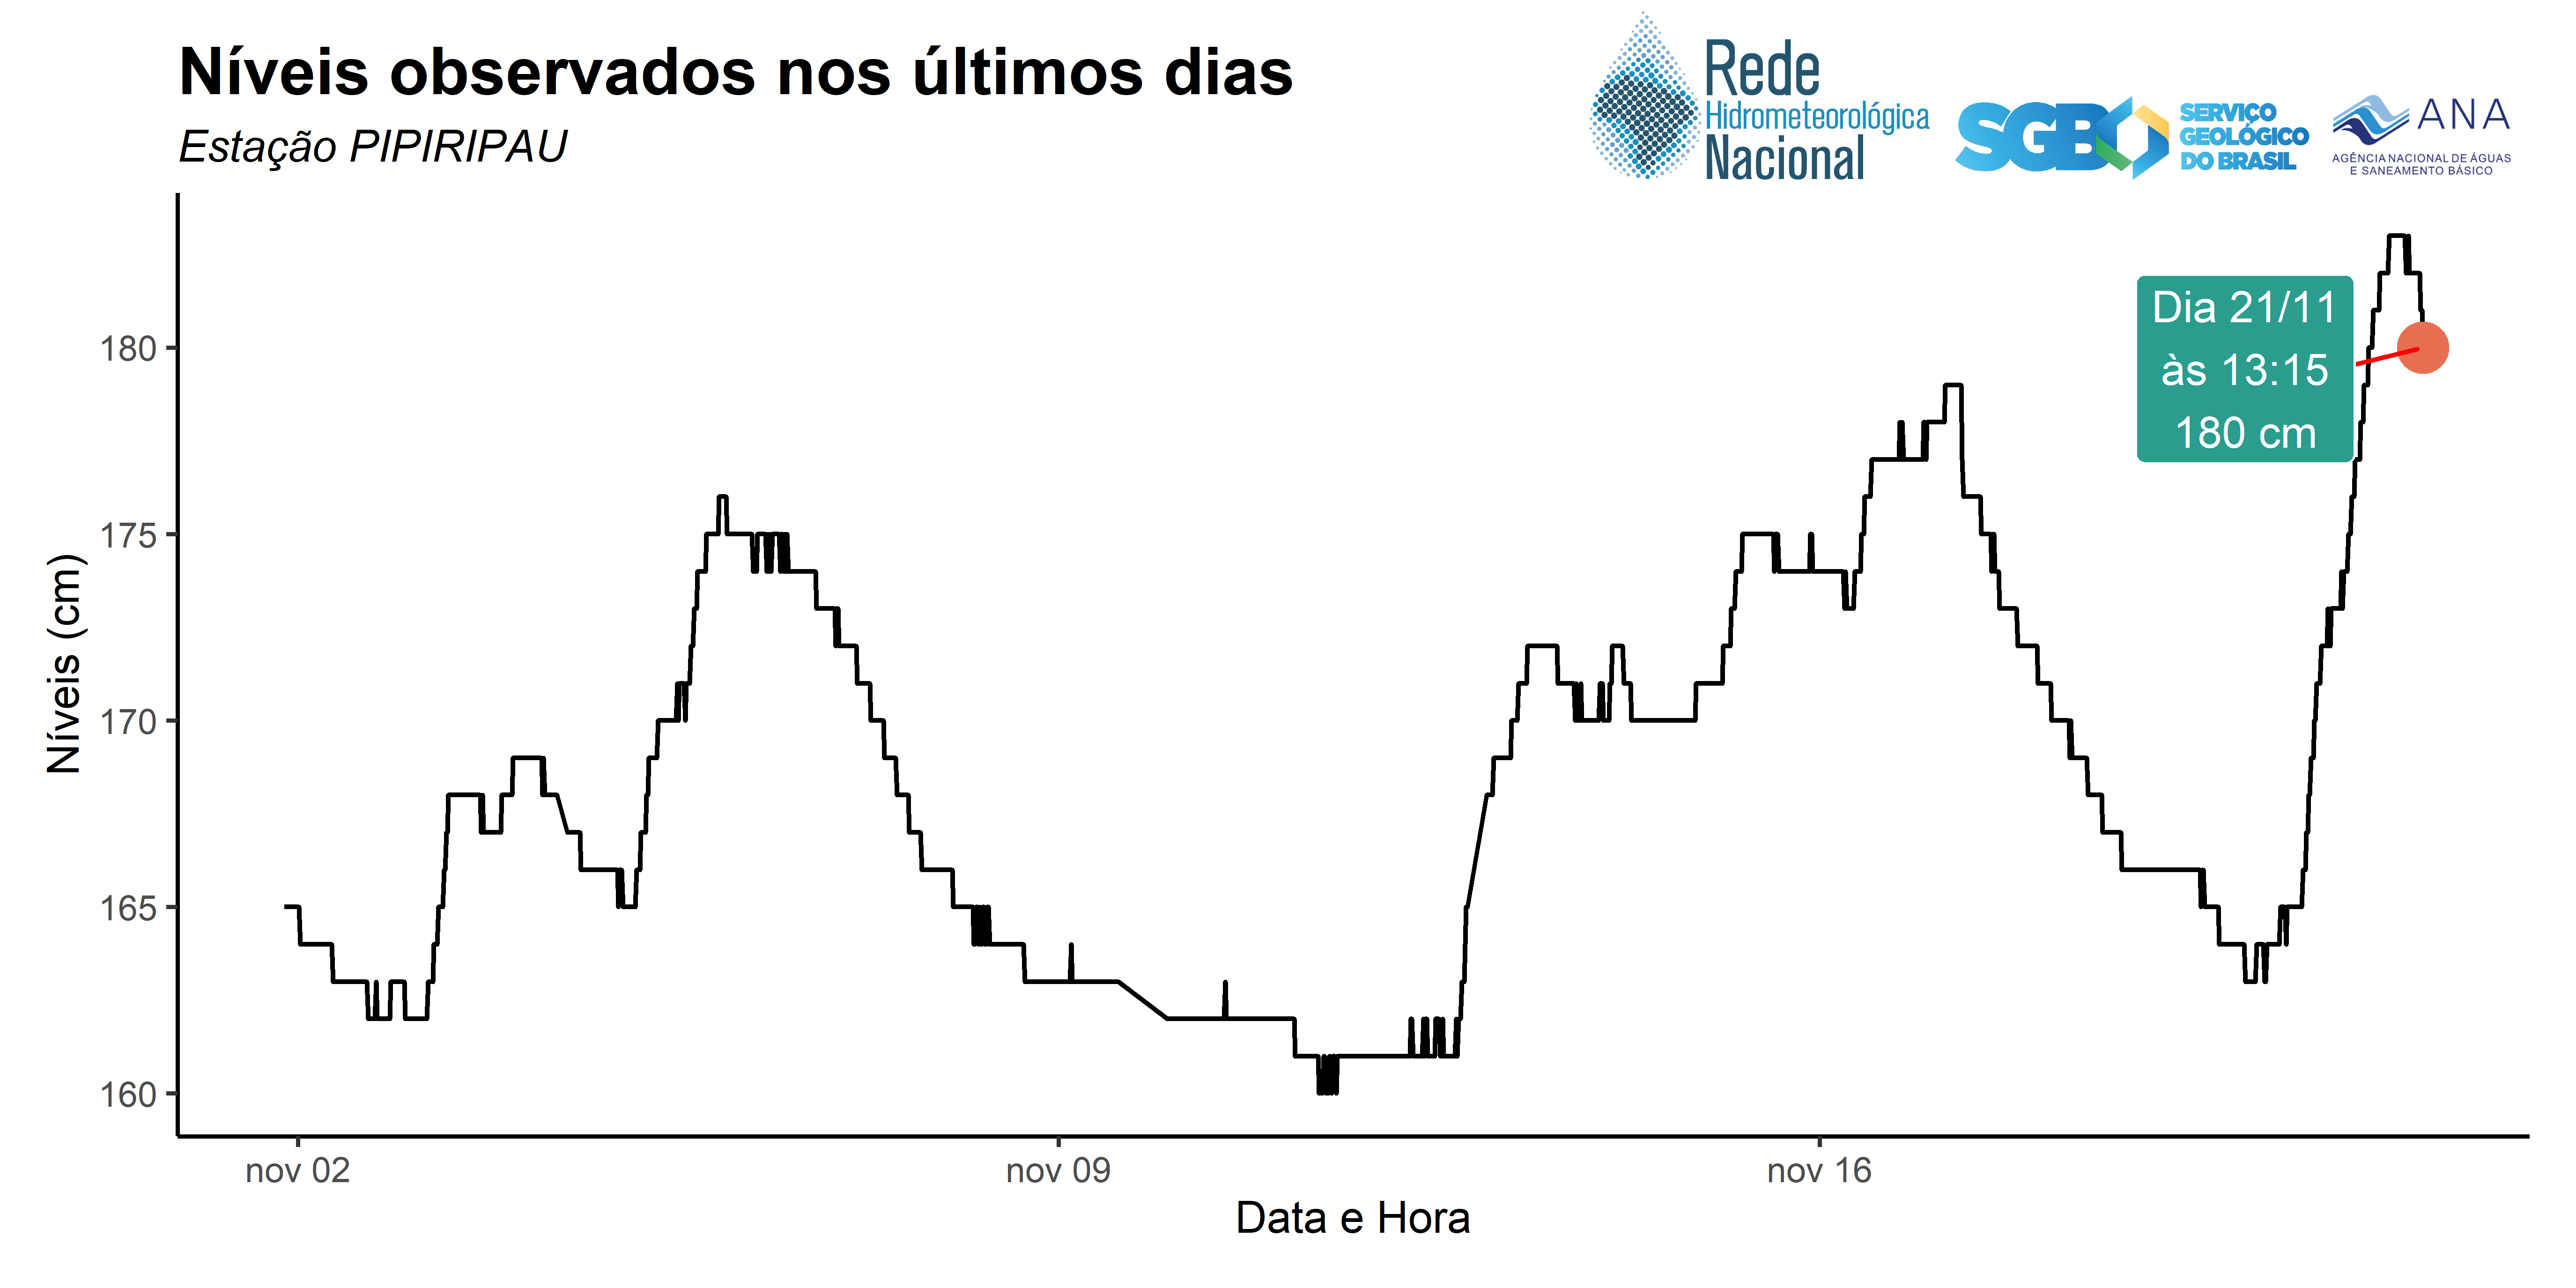 Níveis observados nos últimos dias
Estação PIPIRIPAU
Rede
Hidrometeorológica
Nacional
SGB
SERVIÇO
GEOLÓGICO
DO BRASIL
ANA
AGÊNCIA NACIONAL DE ÁGUAS
E SANEAMENTO BÁSICO
Dia 21/11
às 13:15
180 cm
Níveis (cm)
180
175
170
165
160
nov 02
nov 09
nov 16
Data e Hora